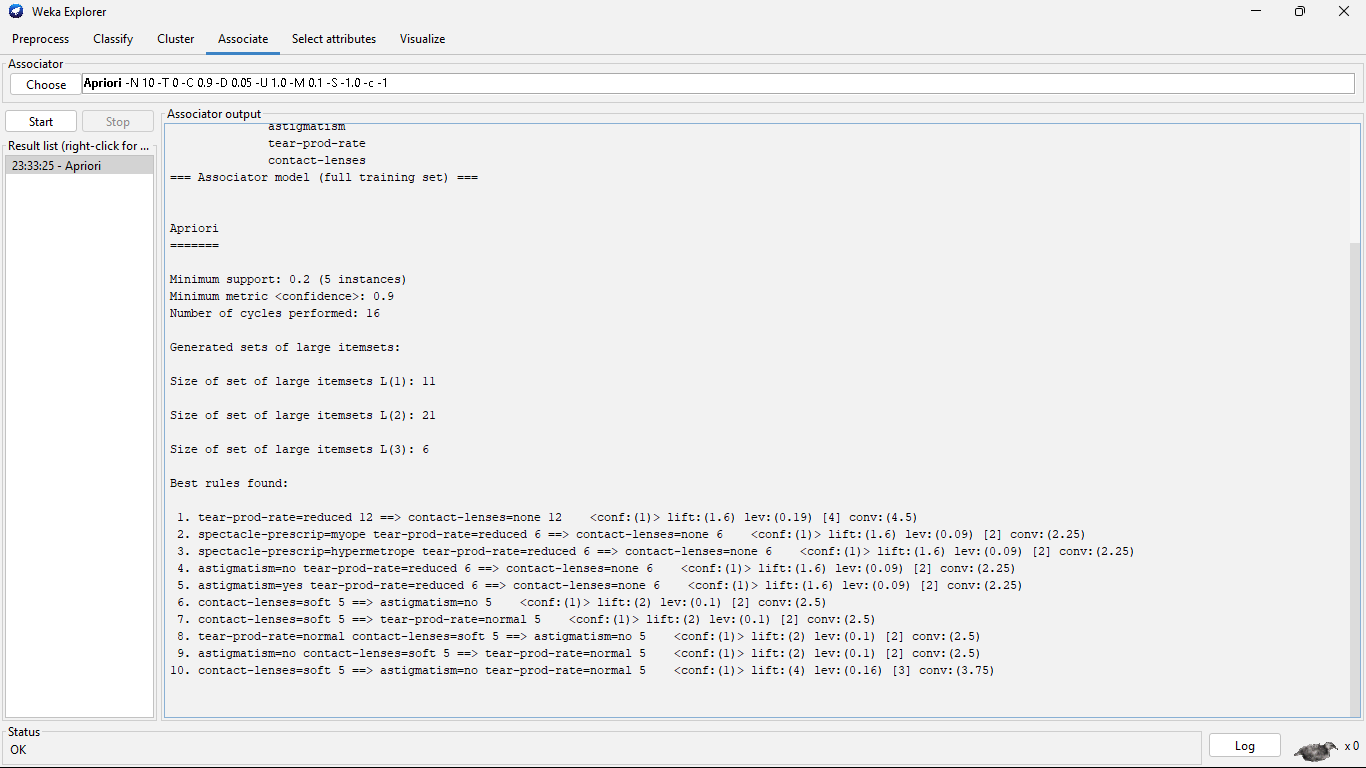 Weka Explorer
Preprocess Classify Cluster Associate Select attributes Visualize
Associator
Choose Apriori -N 10 -T 0 -C 0.9 -D 0.05 -U 1.0 -M 0.1 -S -1.0 -c -1
Start Stop
Result list (right-click for ...
23:33:25 - Apriori
Associator output
astigmatism
tear-prod-rate
contact-lenses
=== Associator model (full training set) ===
Apriori
=======
Minimum support: 0.2 (5 instances)
Minimum metric <confidence>: 0.9
Number of cycles performed: 16
Generated sets of large itemsets:
Size of set of large itemsets L(1): 11
Size of set of large itemsets L(2): 21
Size of set of large itemsets L(3): 6
Best rules found:
1. tear-prod-rate=reduced 12 ==> contact-lenses=none 12 <conf:(1)> lift:(1.6) lev:(0.19) [4] conv:(4.5)
2. spectacle-prescrip=myope tear-prod-rate=reduced 6 ==> contact-lenses=none 6 <conf:(1)> lift:(1.6) lev:(0.09) [2] conv:(2.25)
3. spectacle-prescrip=hypermetrope tear-prod-rate=reduced 6 ==> contact-lenses=none 6 <conf:(1)> lift:(1.6) lev:(0.09) [2] conv:(2.25)
4. astigmatism=no tear-prod-rate=reduced 6 ==> contact-lenses=none 6 <conf:(1)> lift:(1.6) lev:(0.09) [2] conv:(2.25)
5. astigmatism=yes tear-prod-rate=reduced 6 ==> contact-lenses=none 6 <conf:(1)> lift:(1.6) lev:(0.09) [2] conv:(2.25)
6. contact-lenses=soft 5 ==> astigmatism=no 5 <conf:(1)> lift:(2) lev:(0.1) [2] conv:(2.5)
7. contact-lenses=soft 5 ==> tear-prod-rate=normal 5 <conf:(1)> lift:(2) lev:(0.1) [2] conv:(2.5)
8. tear-prod-rate=normal contact-lenses=soft 5 ==> astigmatism=no 5 <conf:(1)> lift:(2) lev:(0.1) [2] conv:(2.5)
9. astigmatism=no contact-lenses=soft 5 ==> tear-prod-rate=normal 5 <conf:(1)> lift:(2) lev:(0.1) [2] conv:(2.5)
10. contact-lenses=soft 5 ==> astigmatism=no tear-prod-rate=normal 5 <conf:(1)> lift:(4) lev:(0.16) [3] conv:(3.75)
Status
OK
Log x 0